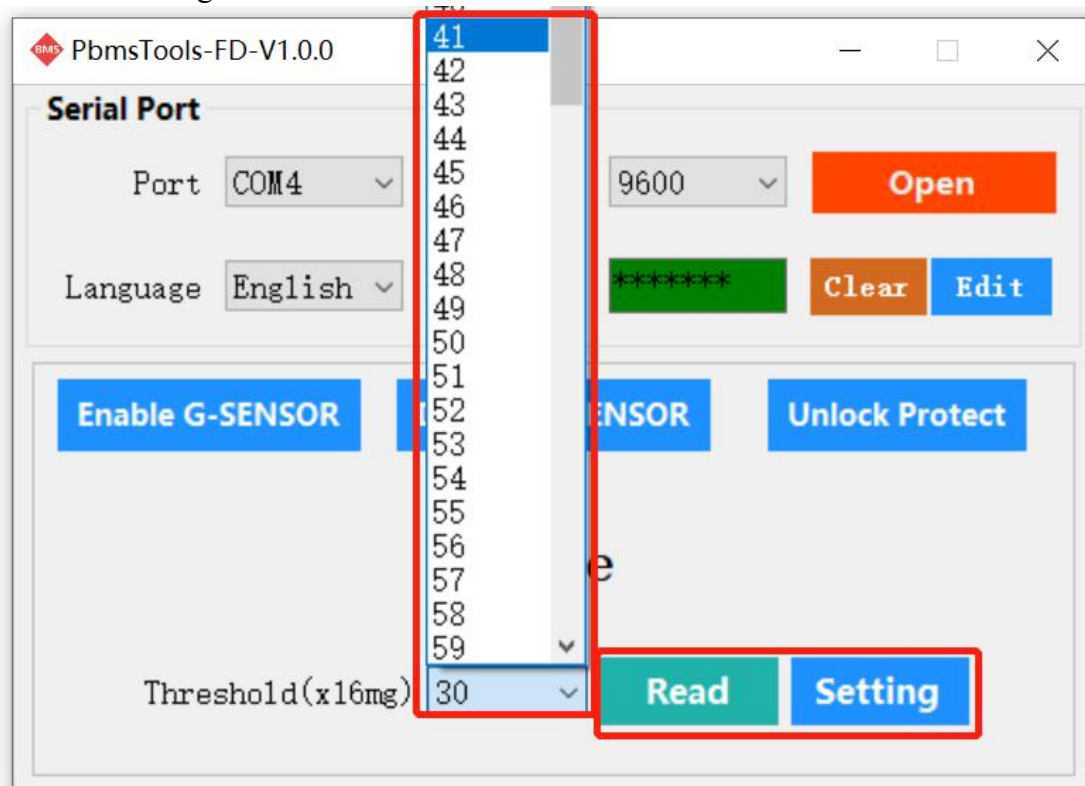 BMS PbmsTools-FD-V1.0.0
Serial Port
Port COM4 9600 Open
Language English ******* Clear Edit
Enable G-SENSOR ENSOR Unlock Protect
41
42
43
44
45
46
47
48
49
50
51
52
53
54
55
56
57
58
59
e
Threshold(x16mg) 30 Read Setting